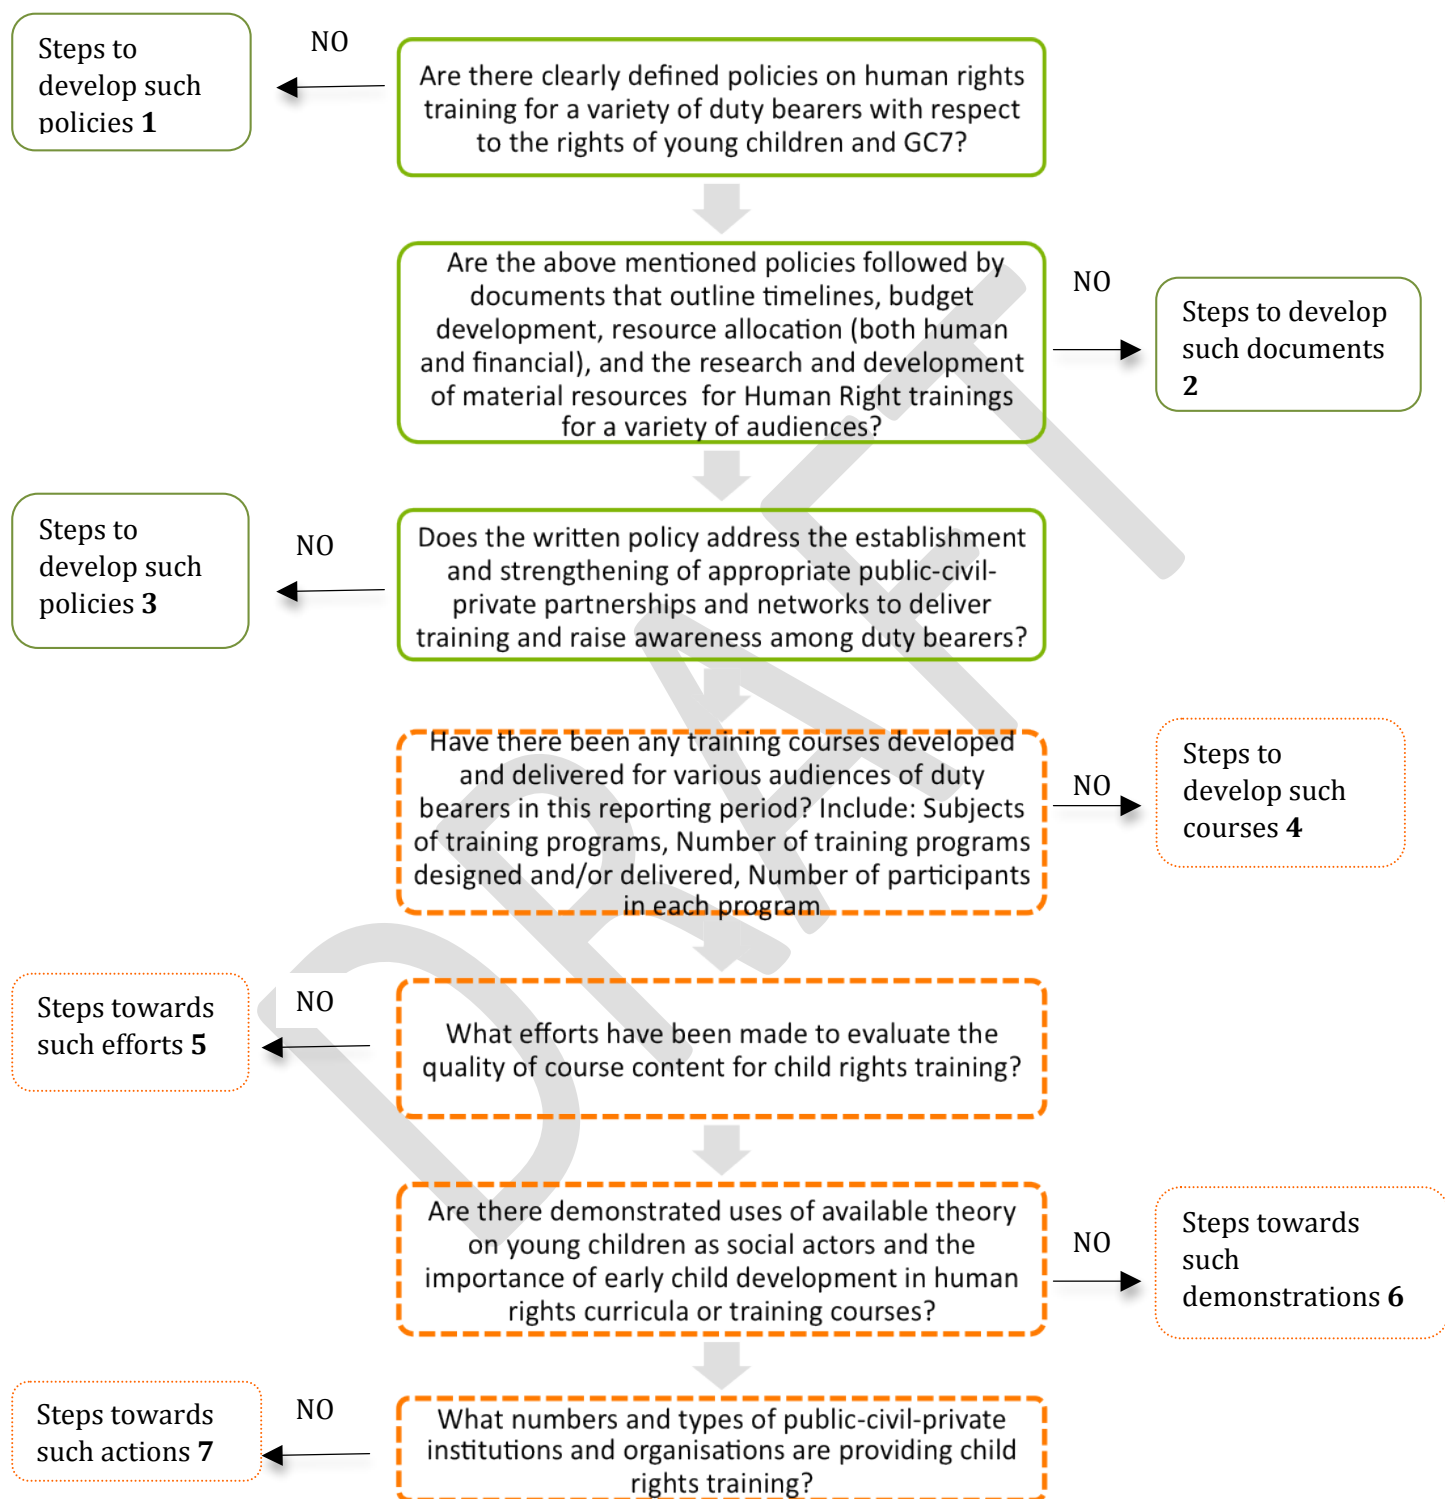 Steps to
develop such
policies 1
NO
Are there clearly defined policies on human rights
training for a variety of duty bearers with respect
to the rights of young children and GC7?
Are the above mentioned policies followed by
documents that outline timelines, budget
development, resource allocation (both human
and financial), and the research and development
of material resources for Human Right trainings
for a variety of audiences?
NO
Steps to develop
such documents
2
Steps to
develop such
policies 3
NO
Does the written policy address the establishment
and strengthening of appropriate public-civil-
private partnerships and networks to deliver
training and raise awareness among duty bearers?
Have there been any training courses developed
and delivered for various audiences of duty
bearers in this reporting period? Include: Subjects
of training programs, Number of training programs
designed and/or delivered, Number of participants
in each program
NO
Steps to
develop such
courses 4
Steps towards
such efforts 5
NO
What efforts have been made to evaluate the
quality of course content for child rights training?
Are there demonstrated uses of available theory
on young children as social actors and the
importance of early child development in human
rights curricula or training courses?
NO
Steps towards
such
demonstrations 6
Steps towards
such actions 7
NO
What numbers and types of public-civil-private
institutions and organisations are providing child
rights training?
DRAFT